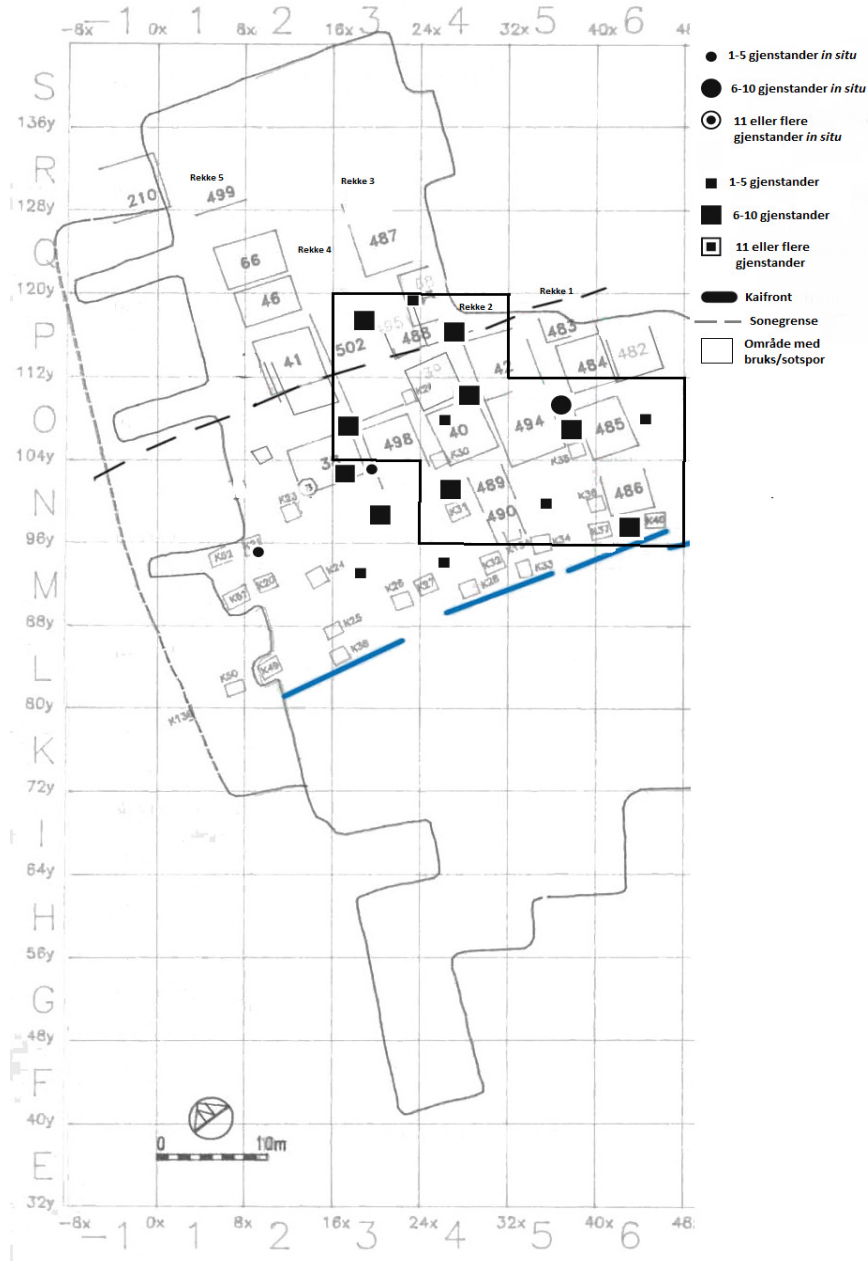 −8x −1 0x 1 8x 2 16x 3 24x 4 32x 5 40x 6
S
136y
R
128y
Q
120y
P
112y
O
104y
N
96y
M
88y
L
80y
K
72y
I
64y
H
56y
G
48y
F
40y
E
32y
−8x −1 0x 1 8x 2 16x 3 24x 4 32x 5 40x 6 48
Rekke 5
Rekke 3
210
499
Rekke 4
487
66
46
Rekke 1
Rekke 2
502
488
483
41
42
484
482
K29
498
40
494
485
K30
K35
K23
489
K31
490
486
K37
K40
K52
K20
K24
K26
K27
K32
K34
K33
K28
K25
K38
K50
K49
0 10m
1-5 gjenstander in situ
6-10 gjenstander in situ
11 eller flere
gjenstander in situ
1-5 gjenstander
6-10 gjenstander
11 eller flere
gjenstander
Kaifront
Sonegrense
Område med
bruks/sotspor